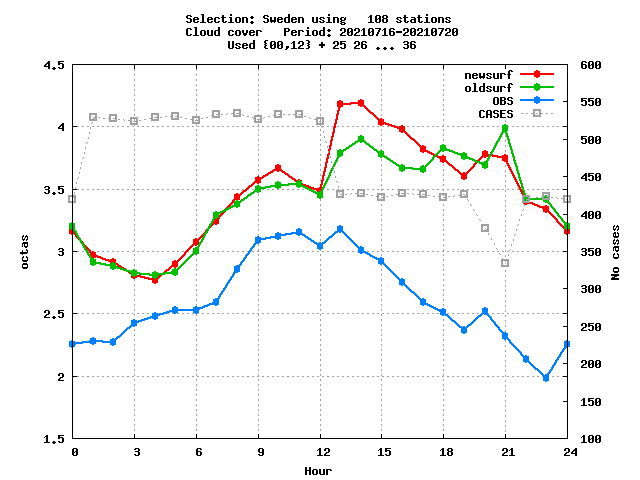 Selection: Sweden using   108 stations
Cloud cover   Period: 20210716-20210720
Used {00,12} + 25 26 ... 36
4.5
4
3.5
3
2.5
2
1.5
octas
600
550
500
450
400
350
300
250
200
150
100
No cases
newsurf
oldsurf
OBS
CASES
0 3 6 9 12 15 18 21 24
Hour